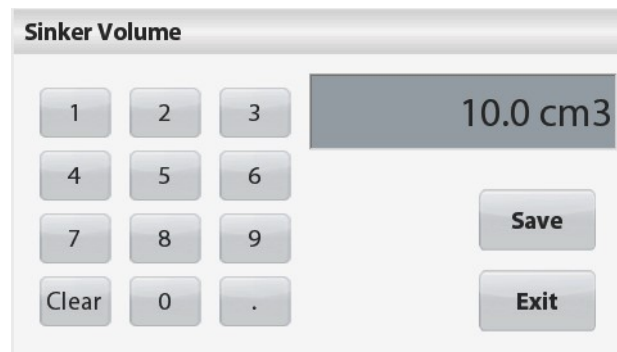 Sinker Volume
10.0 cm3
1 2 3
4 5 6
7 8 9
Clear 0 .
Save
Exit